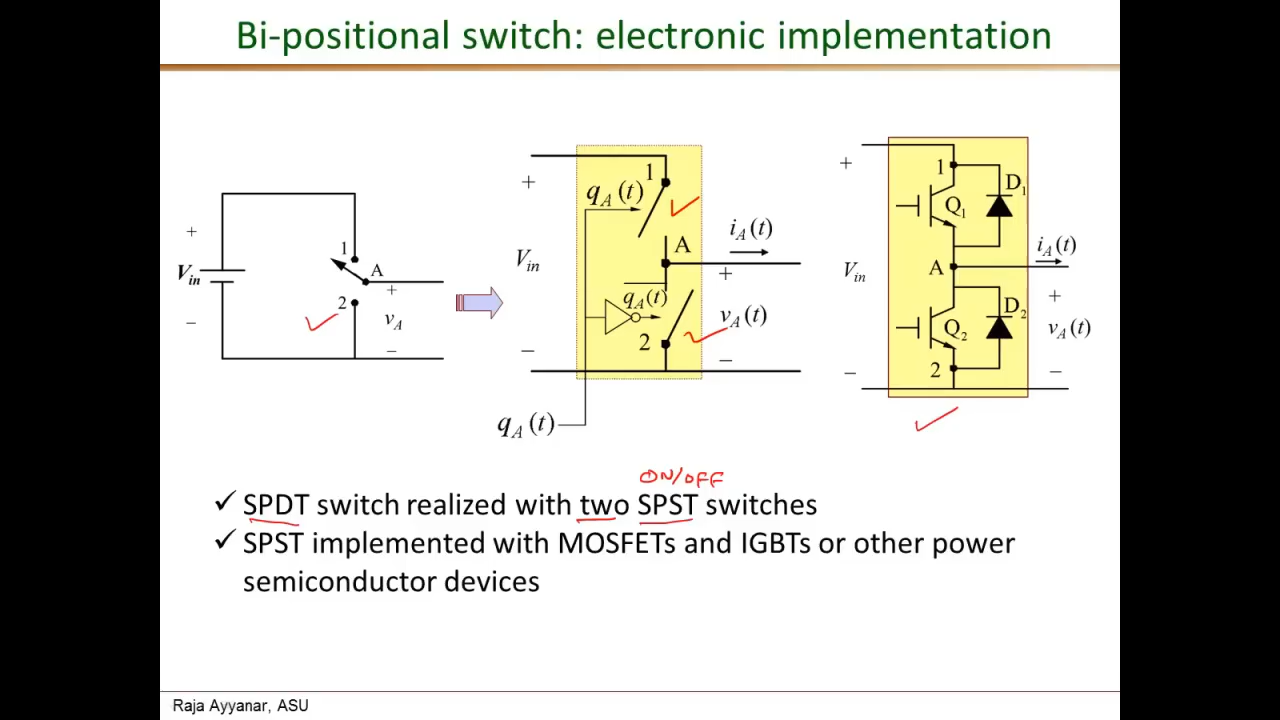 Bi-positional switch: electronic implementation
+
V_in
−
1
A
2
+
v_A
−
+
V_in
−
1
q_A(t)
A
i_A(t)
+
q̅_A(t)
v_A(t)
2
−
q_A(t)
+
V_in
−
1
D_1
Q_1
A
i_A(t)
+
D_2
Q_2
v_A(t)
2
−
ON/OFF
✓ SPDT switch realized with two SPST switches
✓ SPST implemented with MOSFETs and IGBTs or other power
semiconductor devices
Raja Ayyanar, ASU